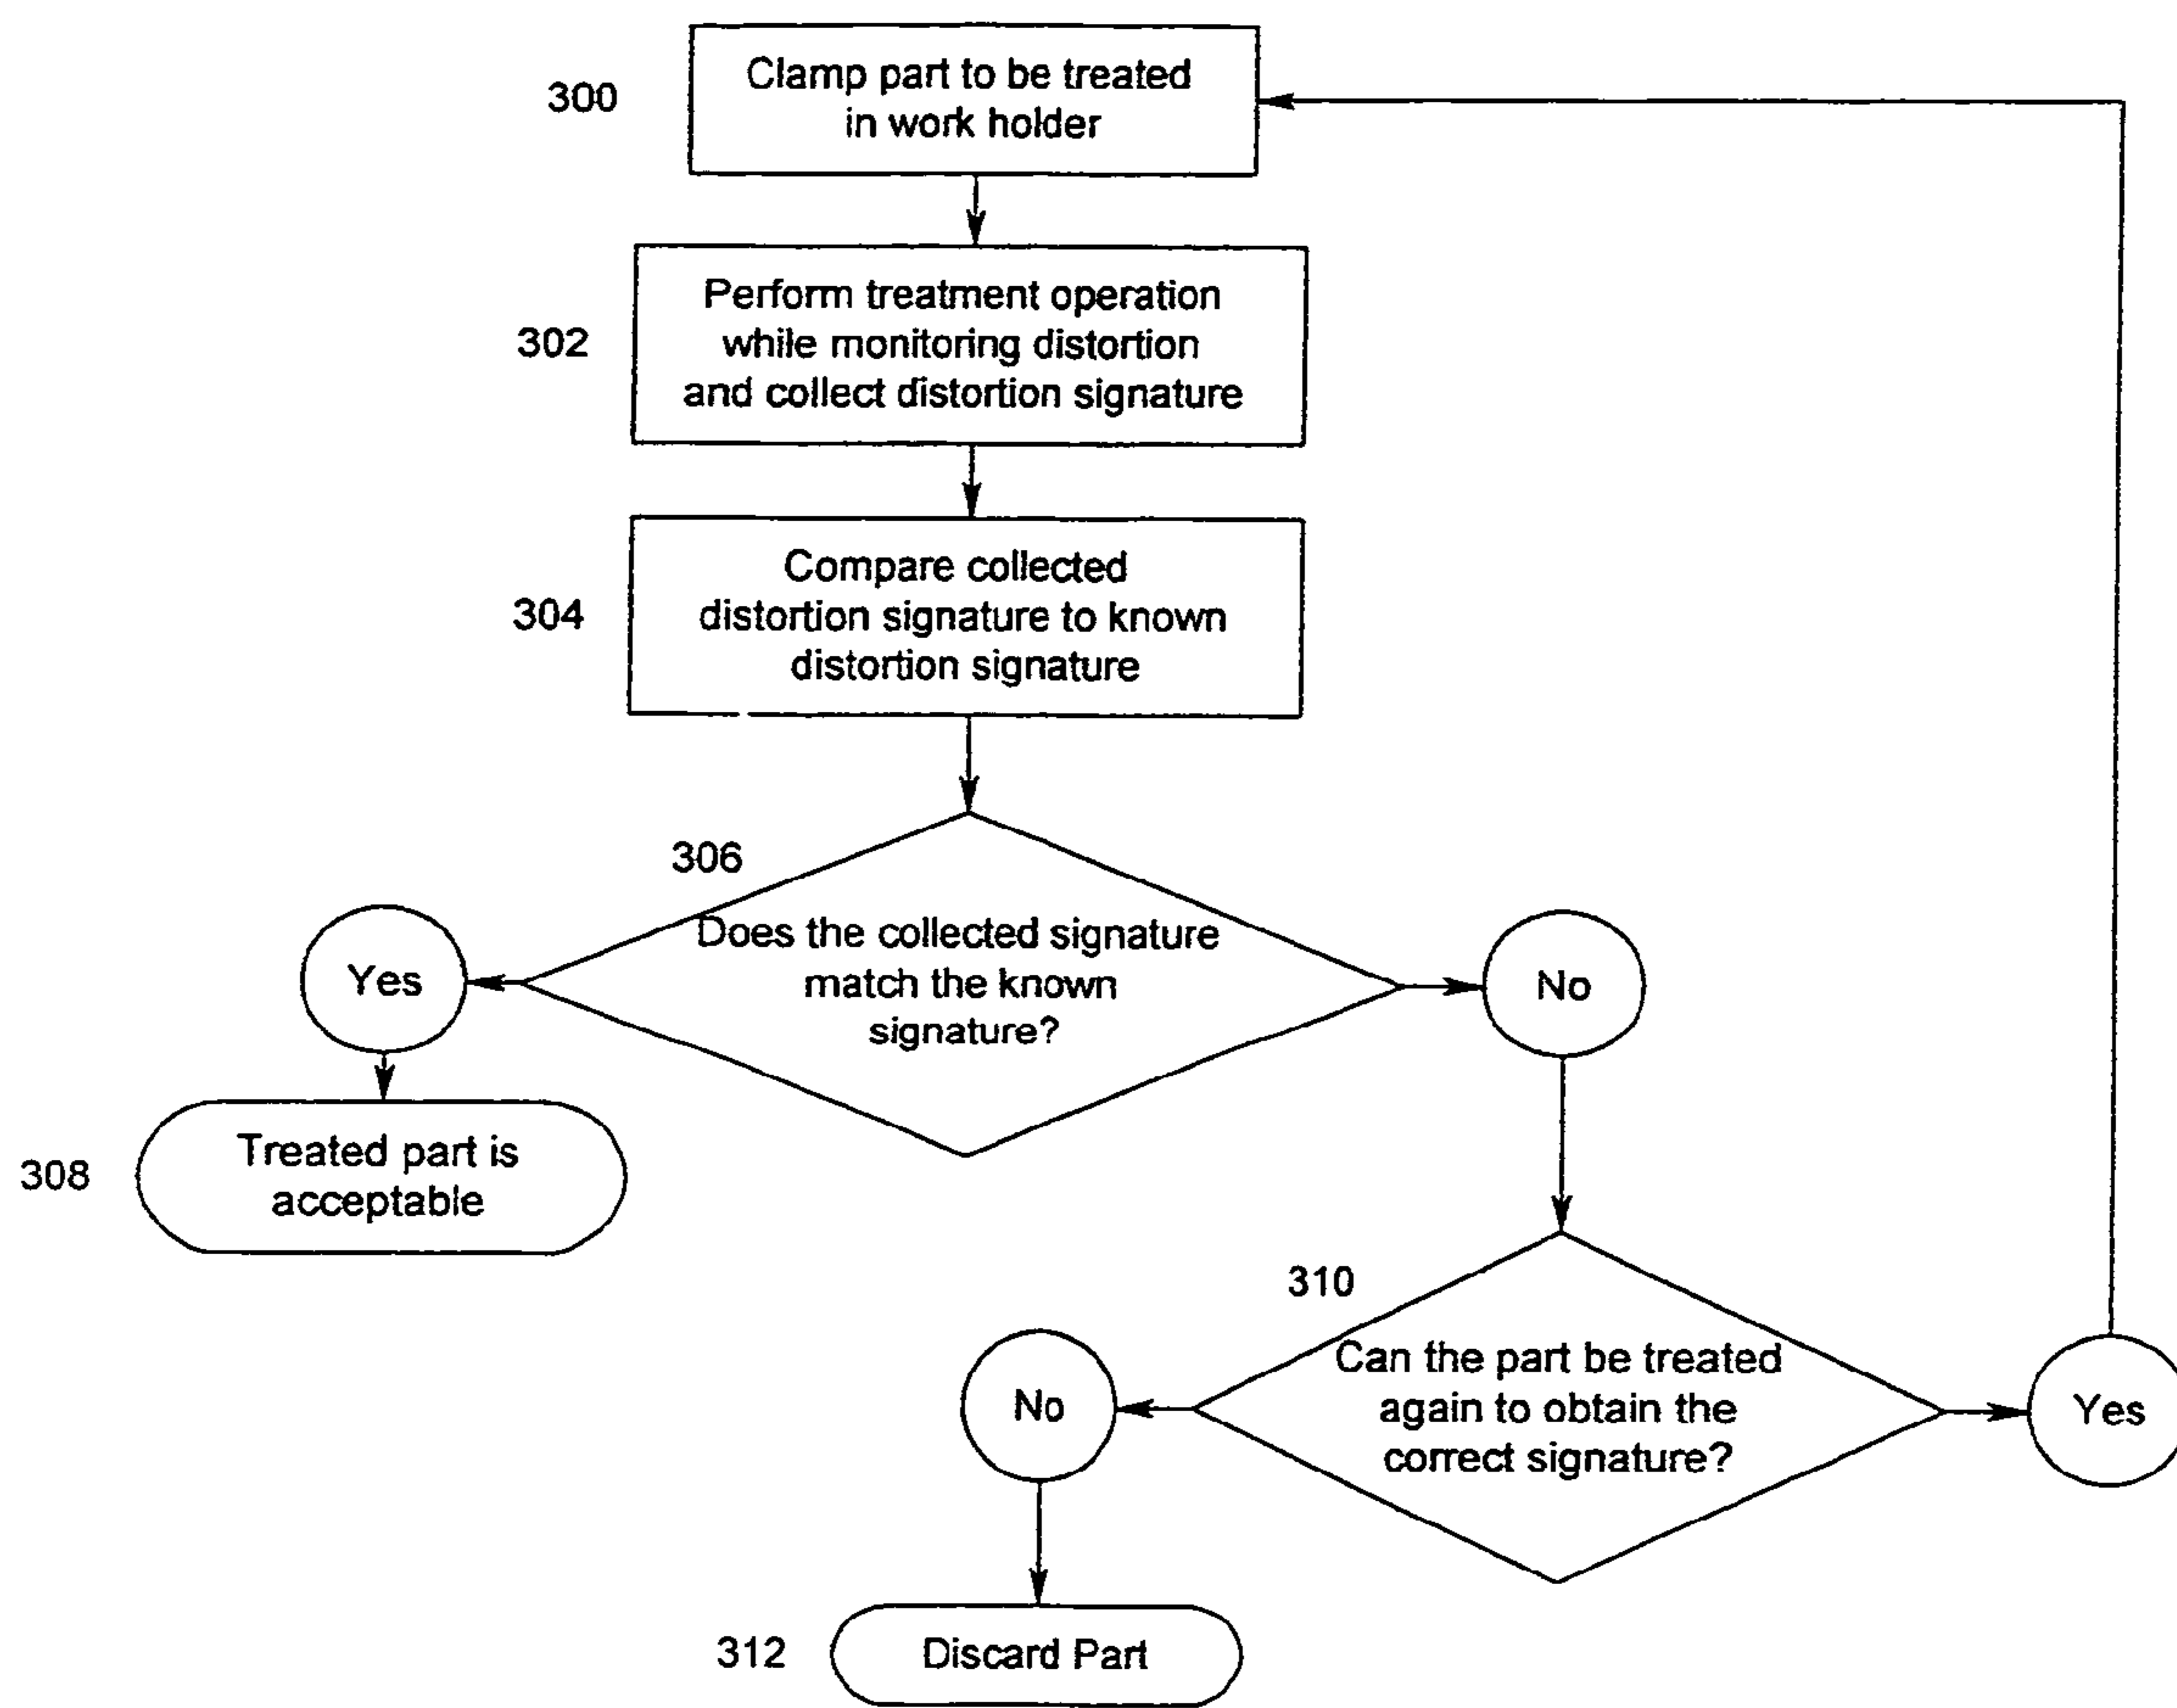 300
Clamp part to be treated
in work holder
302
Perform treatment operation
while monitoring distortion
and collect distortion signature
304
Compare collected
distortion signature to known
distortion signature
306
Does the collected signature
match the known
signature?
Yes
No
308
Treated part is
acceptable
310
Can the part be treated
again to obtain the
correct signature?
No
Yes
312
Discard Part